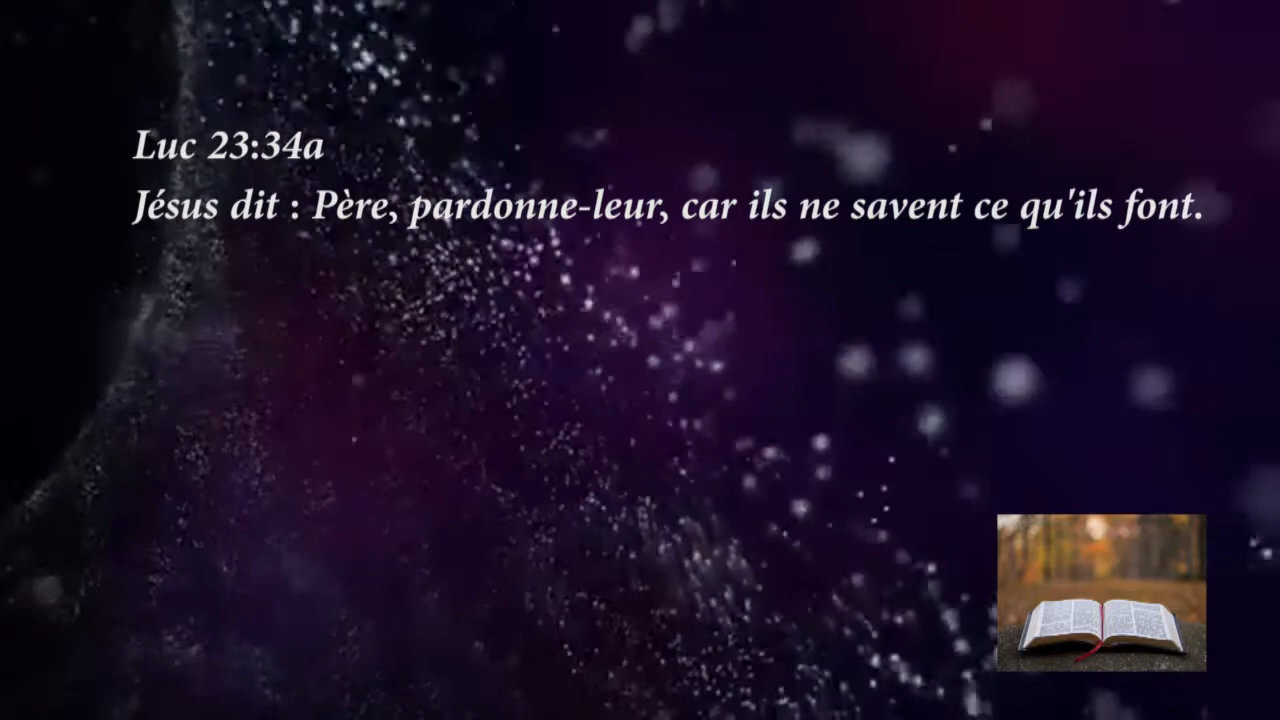 Luc 23:34a
Jésus dit : Père, pardonne-leur, car ils ne savent ce qu'ils font.